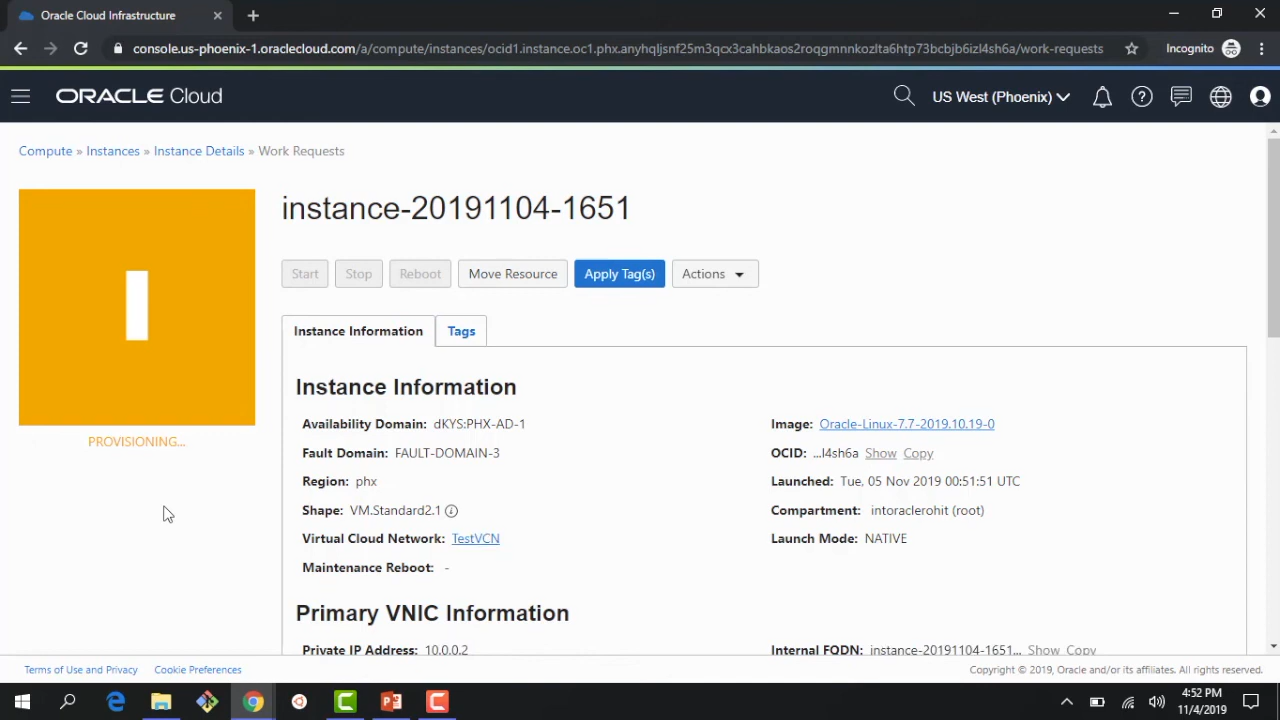 Oracle Cloud Infrastructure
console.us-phoenix-1.oraclecloud.com/a/compute/instances/ocid1.instance.oc1.phx.anyhqljsnf25m3qcx3cahbkaos2roqgmnnkozlta6htp73bcbjb6izl4sh6a/work-requests
Incognito
ORACLE Cloud
US West (Phoenix)
Compute » Instances » Instance Details » Work Requests
I
PROVISIONING...
instance-20191104-1651
Start Stop Reboot Move Resource Apply Tag(s) Actions
Instance Information Tags
Instance Information
Availability Domain: dKYS:PHX-AD-1
Fault Domain: FAULT-DOMAIN-3
Region: phx
Shape: VM.Standard2.1
Virtual Cloud Network: TestVCN
Maintenance Reboot: -
Image: Oracle-Linux-7.7-2019.10.19-0
OCID: ...l4sh6a Show Copy
Launched: Tue, 05 Nov 2019 00:51:51 UTC
Compartment: intoraclerohit (root)
Launch Mode: NATIVE
Primary VNIC Information
Private IP Address: 10.0.0.2
Internal FQDN: instance-20191104-1651... Show Copy
Terms of Use and Privacy Cookie Preferences
Copyright © 2019, Oracle and/or its affiliates. All rights reserved.
4:52 PM
11/4/2019